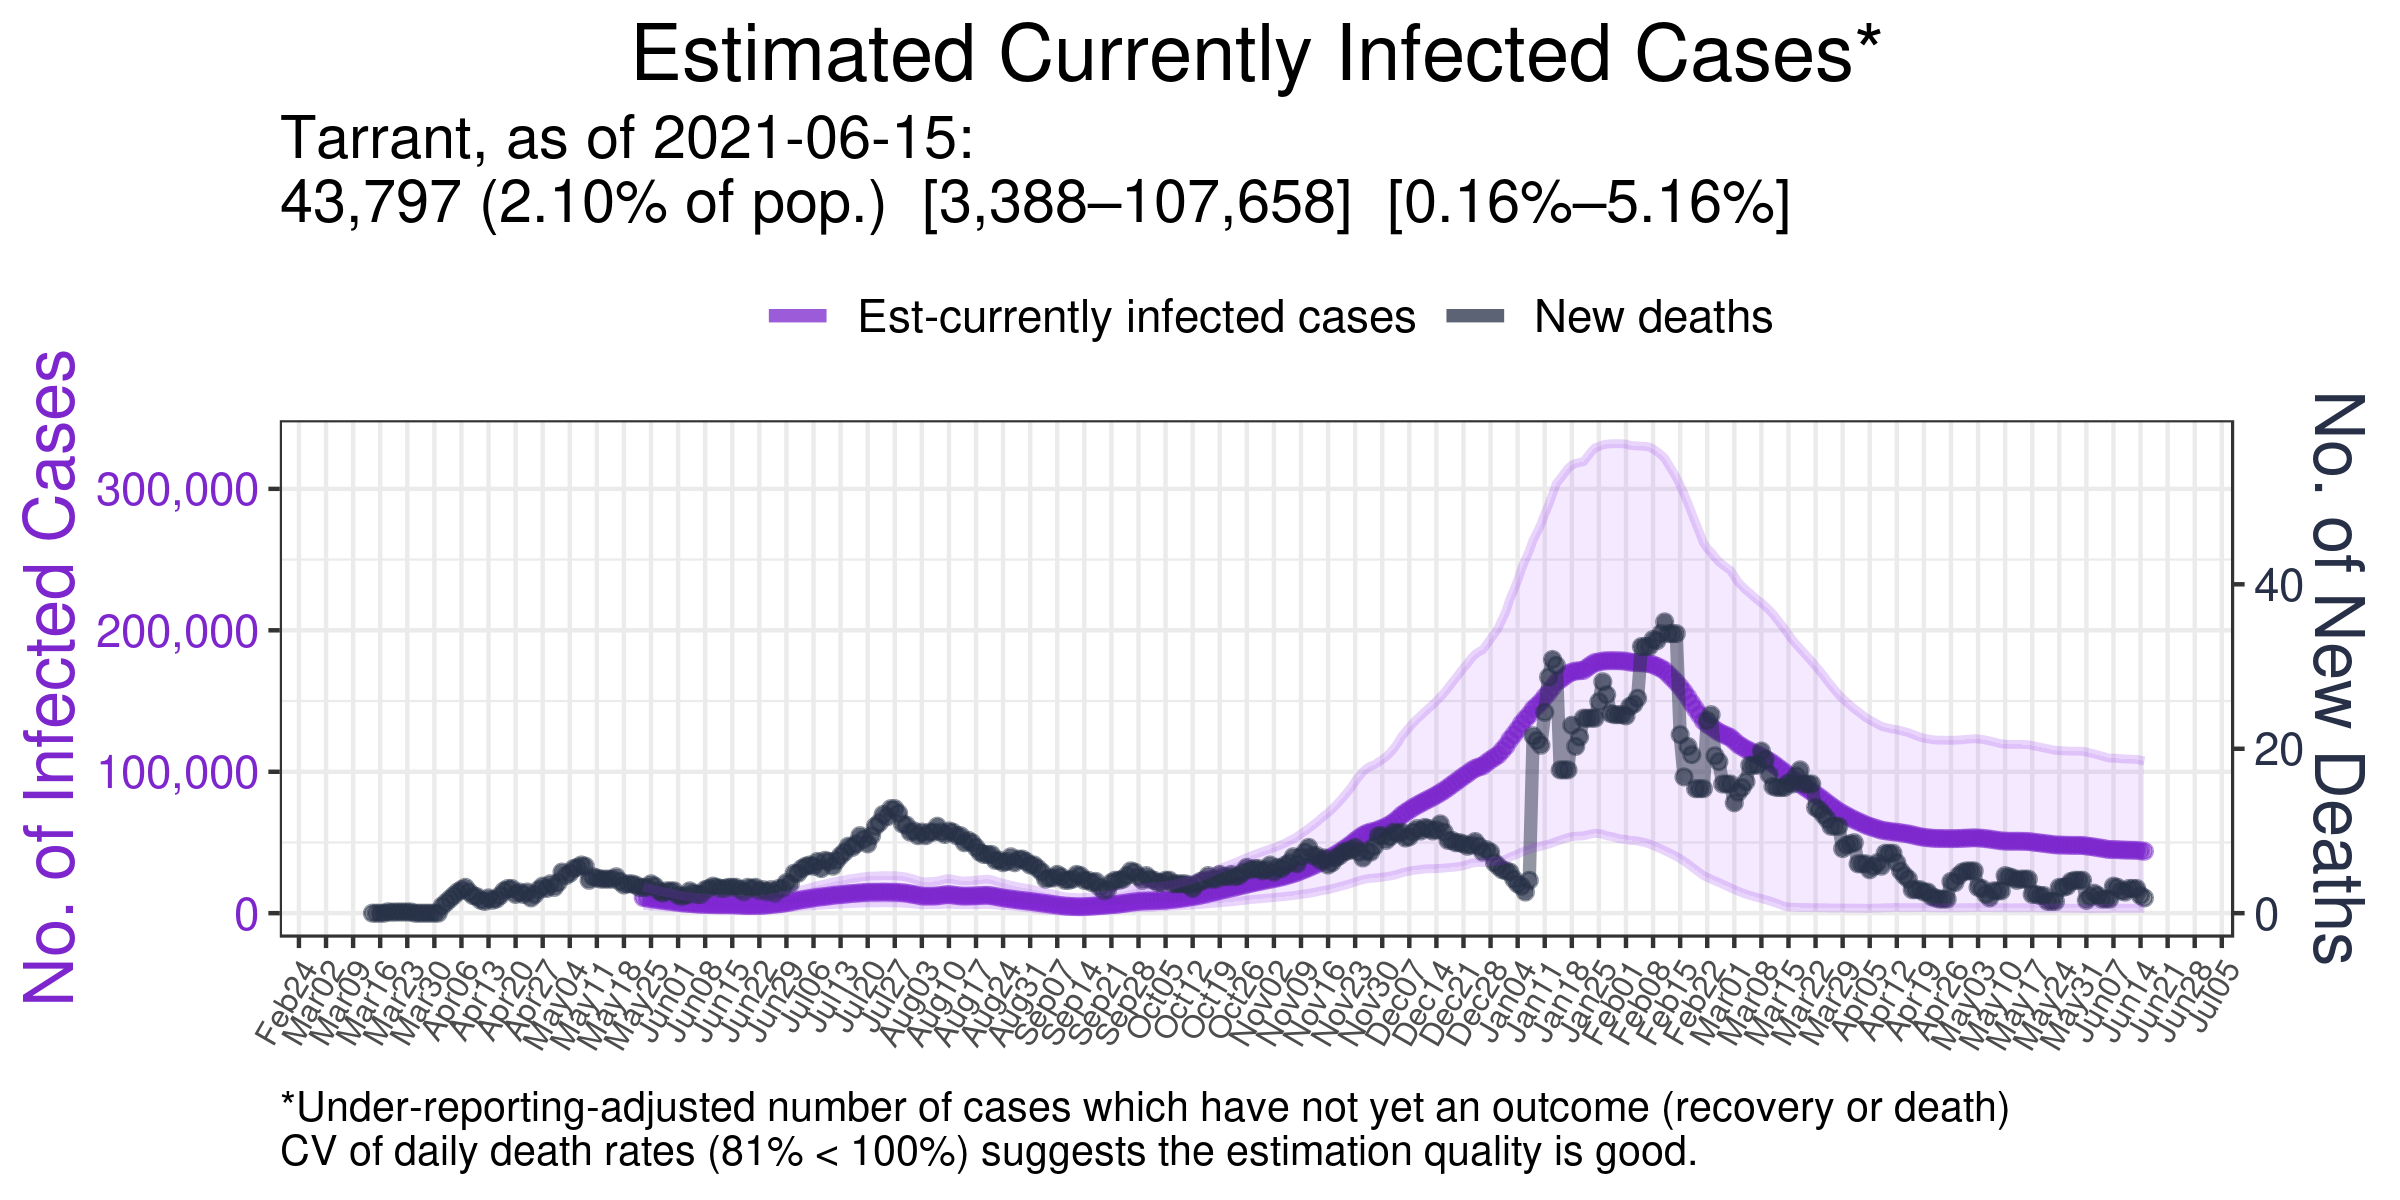 Estimated Currently Infected Cases*
Tarrant, as of 2021-06-15:
43,797 (2.10% of pop.) [3,388–107,658] [0.16%–5.16%]
Est-currently infected cases
New deaths
No. of Infected Cases
300,000
200,000
100,000
0
No. of New Deaths
40
20
0
Feb24
Mar02
Mar09
Mar16
Mar23
Mar30
Apr06
Apr13
Apr20
Apr27
May04
May11
May18
May25
Jun01
Jun08
Jun15
Jun22
Jun29
Jul06
Jul13
Jul20
Jul27
Aug03
Aug10
Aug17
Aug24
Aug31
Sep07
Sep14
Sep21
Sep28
Oct05
Oct12
Oct19
Oct26
Nov02
Nov09
Nov16
Nov23
Nov30
Dec07
Dec14
Dec21
Dec28
Jan04
Jan11
Jan18
Jan25
Feb01
Feb08
Feb15
Feb22
Mar01
Mar08
Mar15
Mar22
Mar29
Apr05
Apr12
Apr19
Apr26
May03
May10
May17
May24
May31
Jun07
Jun14
Jun21
Jun28
Jul05
*Under-reporting-adjusted number of cases which have not yet an outcome (recovery or death)
CV of daily death rates (81% < 100%) suggests the estimation quality is good.